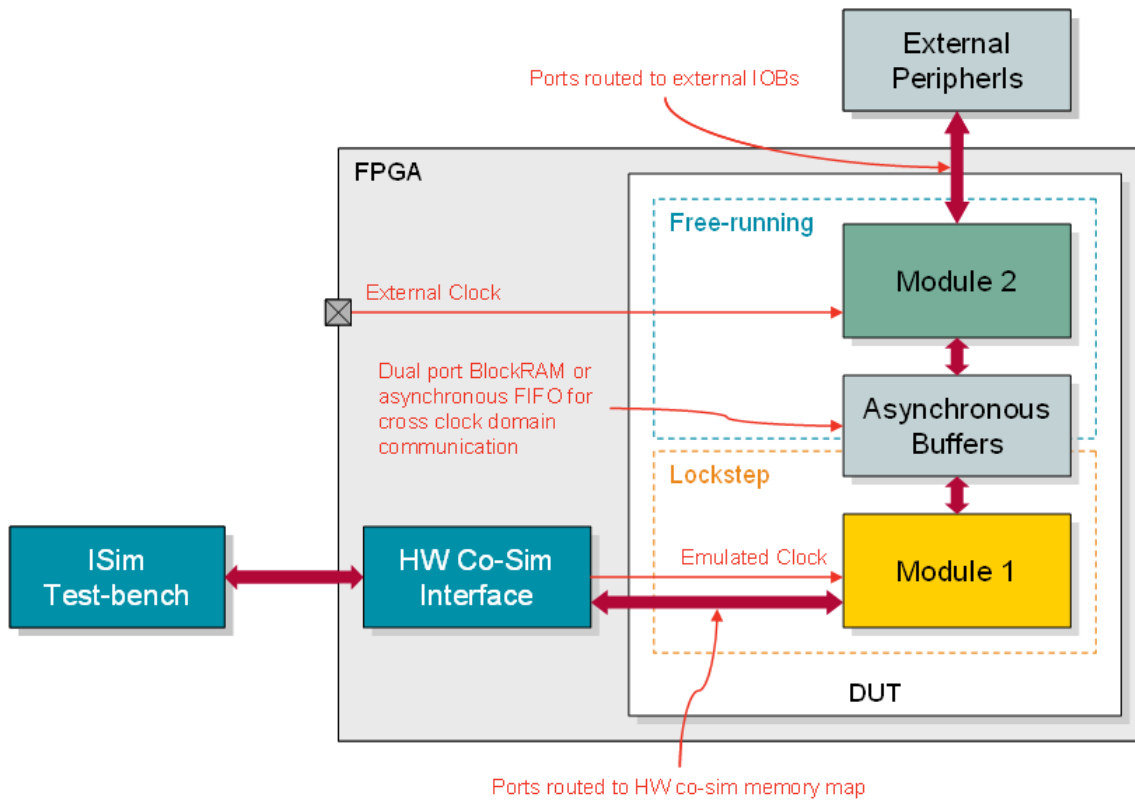 External
Peripherls
Ports routed to external IOBs
FPGA
Free-running
Module 2
External Clock
Dual port BlockRAM or
asynchronous FIFO for
cross clock domain
communication
Asynchronous
Buffers
Lockstep
ISim
Test-bench
HW Co-Sim
Interface
Emulated Clock
Module 1
DUT
Ports routed to HW co-sim memory map